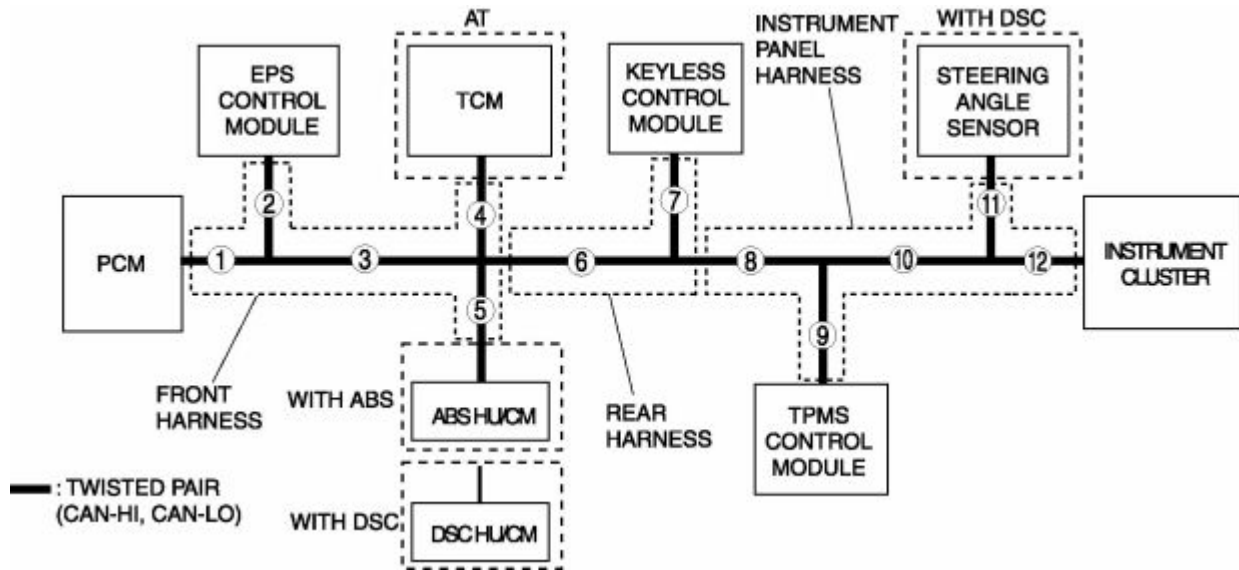 AT
INSTRUMENT
PANEL
HARNESS
WITH DSC
EPS
CONTROL
MODULE
TCM
KEYLESS
CONTROL
MODULE
STEERING
ANGLE
SENSOR
2
4
7
11
PCM
1
3
6
8
10
12
INSTRUMENT
CLUSTER
5
9
FRONT
HARNESS
WITH ABS
ABS HU/CM
REAR
HARNESS
TPMS
CONTROL
MODULE
: TWISTED PAIR
(CAN-HI, CAN-LO)
WITH DSC
DSC HU/CM